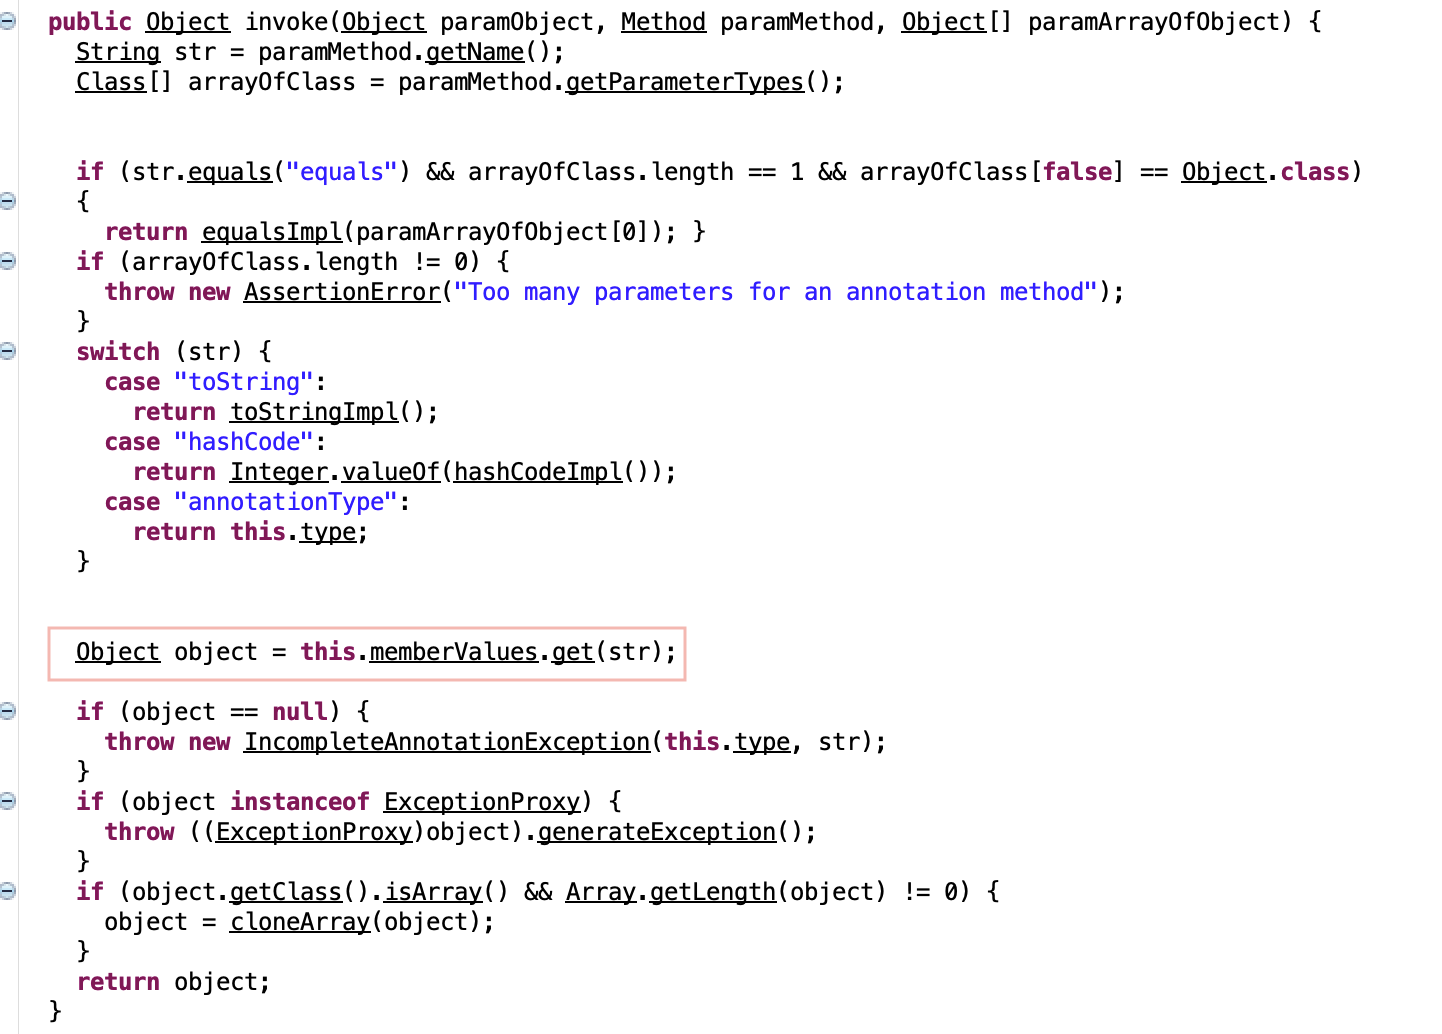 public Object invoke(Object paramObject, Method paramMethod, Object[] paramArrayOfObject) {
String str = paramMethod.getName();
Class[] arrayOfClass = paramMethod.getParameterTypes();
if (str.equals("equals") && arrayOfClass.length == 1 && arrayOfClass[false] == Object.class)
{
return equalsImpl(paramArrayOfObject[0]); }
if (arrayOfClass.length != 0) {
throw new AssertionError("Too many parameters for an annotation method");
}
switch (str) {
case "toString":
return toStringImpl();
case "hashCode":
return Integer.valueOf(hashCodeImpl());
case "annotationType":
return this.type;
}
Object object = this.memberValues.get(str);
if (object == null) {
throw new IncompleteAnnotationException(this.type, str);
}
if (object instanceof ExceptionProxy) {
throw ((ExceptionProxy)object).generateException();
}
if (object.getClass().isArray() && Array.getLength(object) != 0) {
object = cloneArray(object);
}
return object;
}